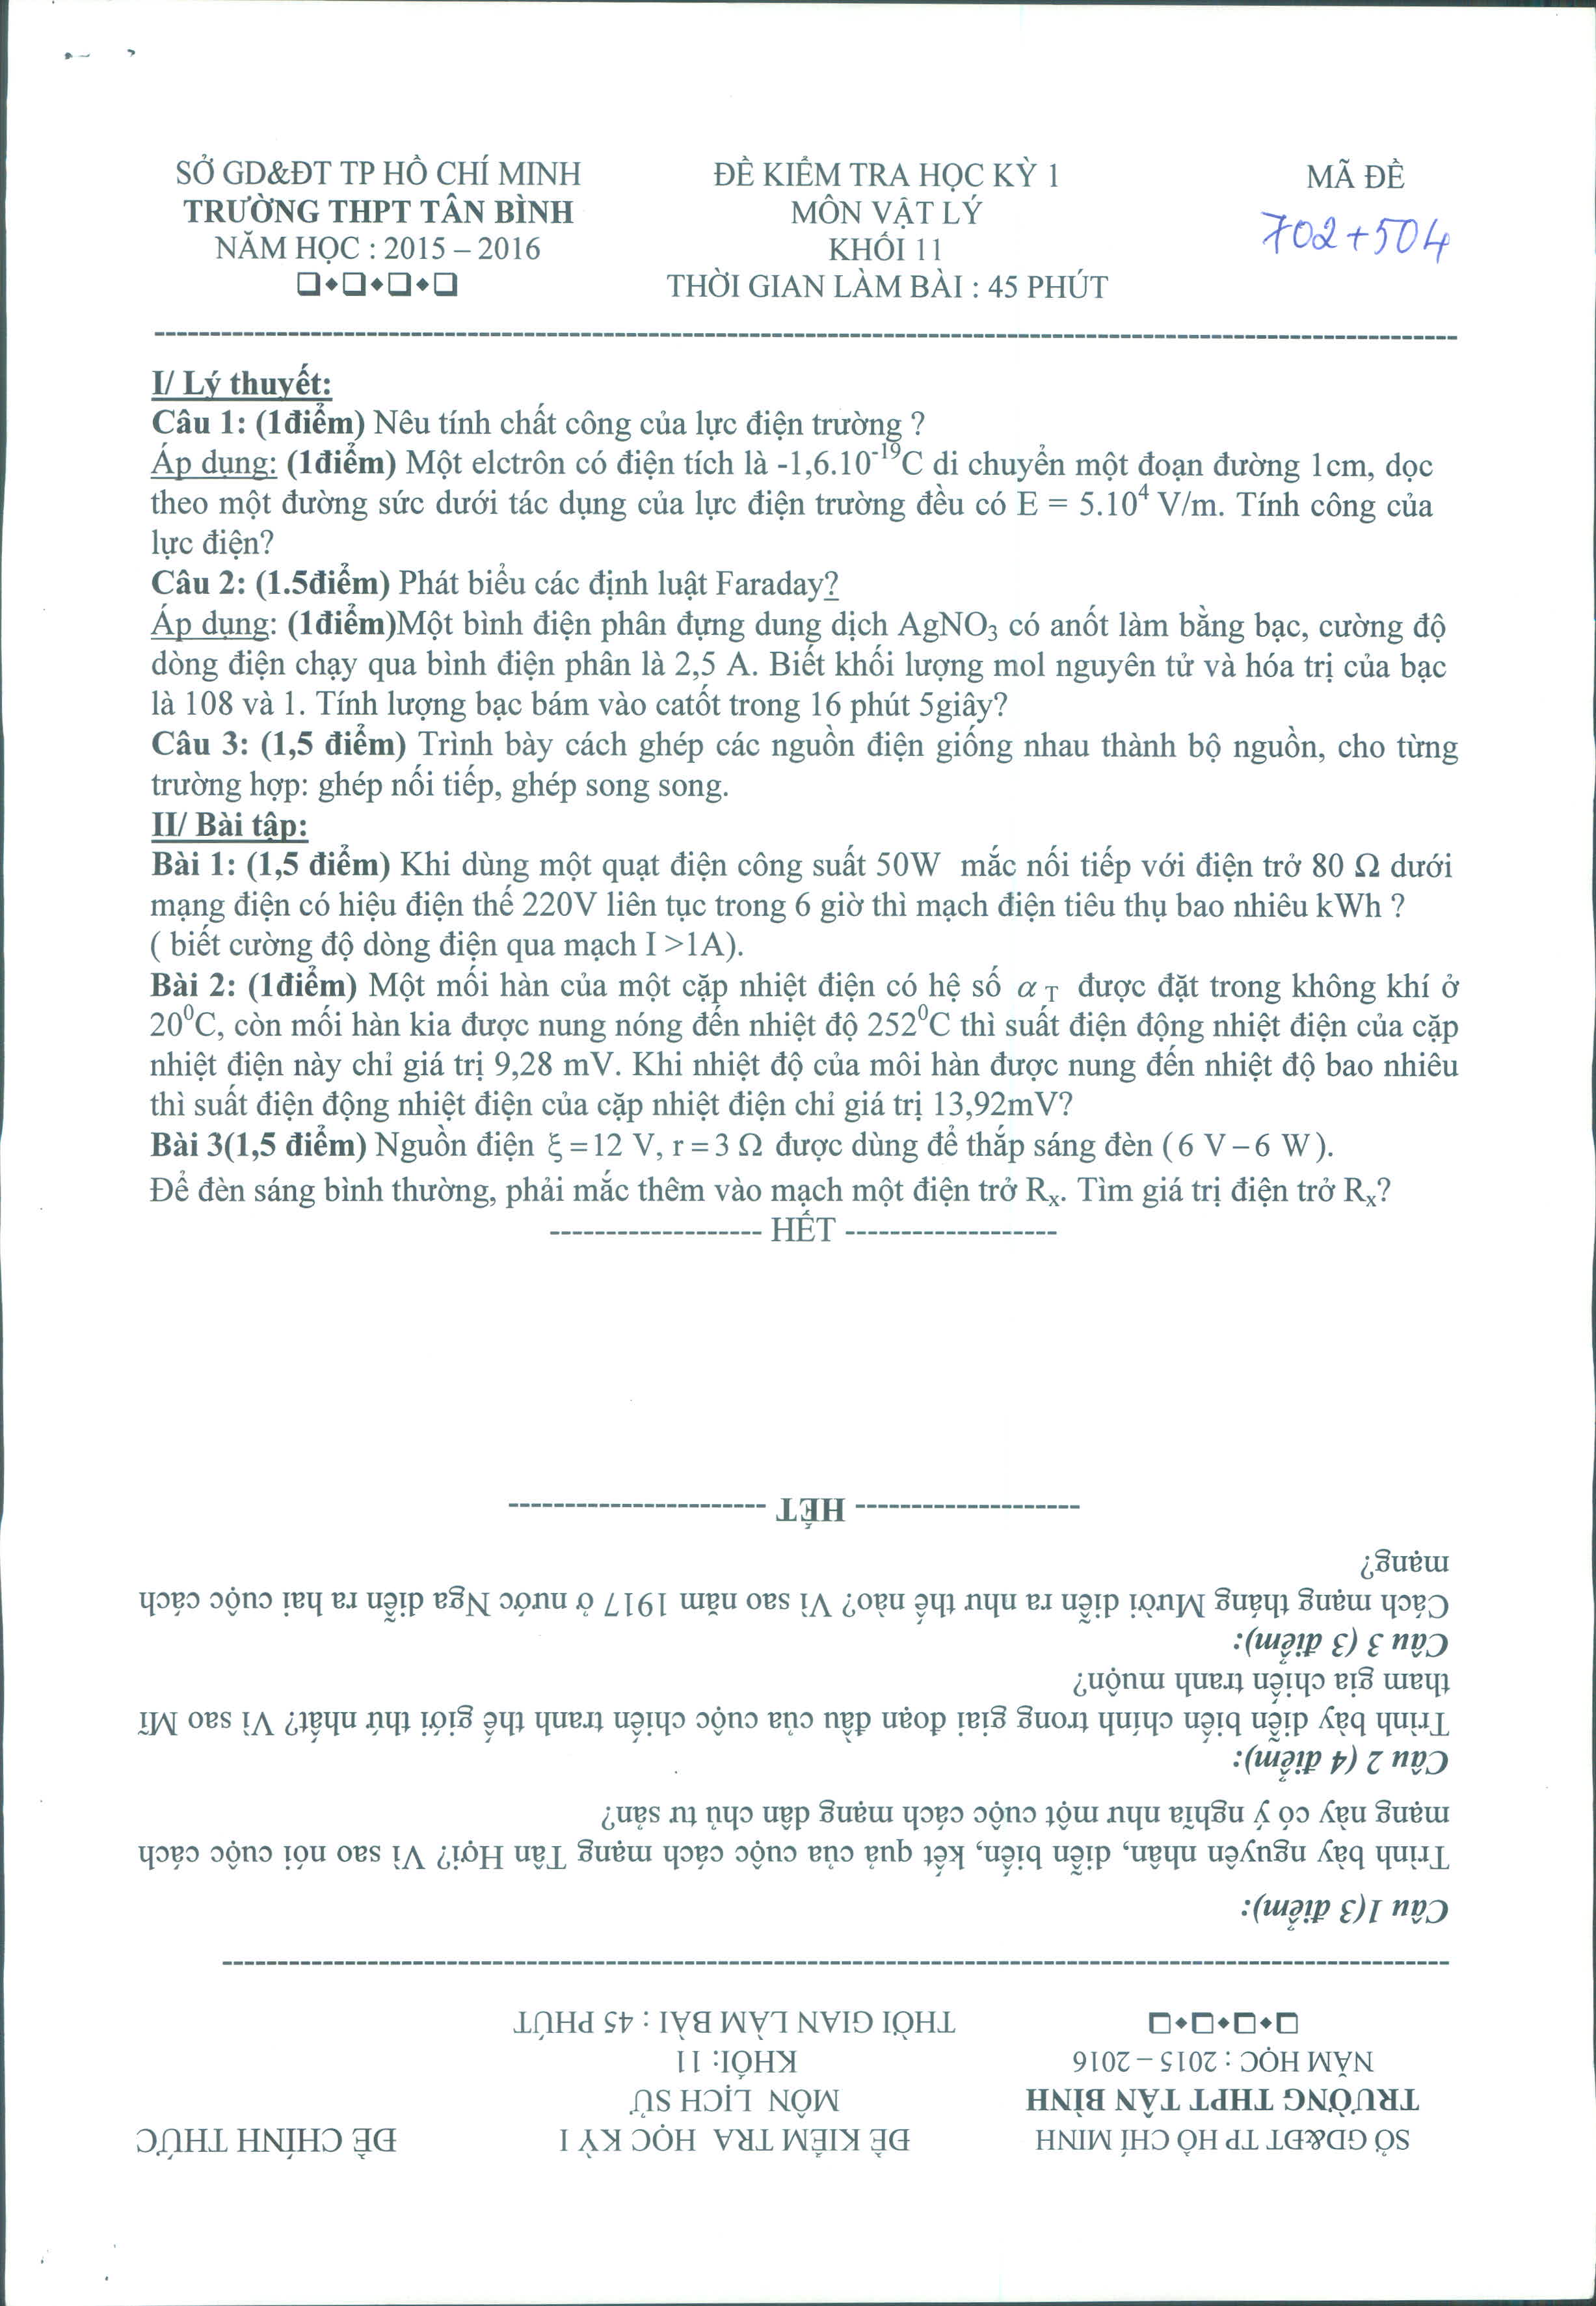 SỞ GD&ĐT TP HỒ CHÍ MINH
TRƯỜNG THPT TÂN BÌNH
NĂM HỌC : 2015 – 2016
❑⬥❑⬥❑⬥❑
ĐỀ KIỂM TRA HỌC KỲ 1
MÔN VẬT LÝ
KHỐI 11
THỜI GIAN LÀM BÀI : 45 PHÚT
MÃ ĐỀ
702+504
I/ Lý thuyết:
Câu 1: (1điểm) Nêu tính chất công của lực điện trường ?
Áp dụng: (1điểm) Một elctrôn có điện tích là -1,6.10⁻¹⁹C di chuyển một đoạn đường 1cm, dọc
theo một đường sức dưới tác dụng của lực điện trường đều có E = 5.10⁴ V/m. Tính công của
lực điện?
Câu 2: (1.5điểm) Phát biểu các định luật Faraday?
Áp dụng: (1điểm)Một bình điện phân đựng dung dịch AgNO₃ có anốt làm bằng bạc, cường độ
dòng điện chạy qua bình điện phân là 2,5 A. Biết khối lượng mol nguyên tử và hóa trị của bạc
là 108 và 1. Tính lượng bạc bám vào catốt trong 16 phút 5giây?
Câu 3: (1,5 điểm) Trình bày cách ghép các nguồn điện giống nhau thành bộ nguồn, cho từng
trường hợp: ghép nối tiếp, ghép song song.
II/ Bài tập:
Bài 1: (1,5 điểm) Khi dùng một quạt điện công suất 50W mắc nối tiếp với điện trở 80 Ω dưới
mạng điện có hiệu điện thế 220V liên tục trong 6 giờ thì mạch điện tiêu thụ bao nhiêu kWh ?
( biết cường độ dòng điện qua mạch I >1A).
Bài 2: (1điểm) Một mối hàn của một cặp nhiệt điện có hệ số α T được đặt trong không khí ở
20⁰C, còn mối hàn kia được nung nóng đến nhiệt độ 252⁰C thì suất điện động nhiệt điện của cặp
nhiệt điện này chỉ giá trị 9,28 mV. Khi nhiệt độ của môi hàn được nung đến nhiệt độ bao nhiêu
thì suất điện động nhiệt điện của cặp nhiệt điện chỉ giá trị 13,92mV?
Bài 3(1,5 điểm) Nguồn điện ξ = 12 V, r = 3 Ω được dùng để thắp sáng đèn ( 6 V – 6 W ).
Để đèn sáng bình thường, phải mắc thêm vào mạch một điện trở Rₓ. Tìm giá trị điện trở Rₓ?
------------------- HẾT -------------------
SỞ GD&ĐT TP HỒ CHÍ MINH
TRƯỜNG THPT TÂN BÌNH
NĂM HỌC : 2015 – 2016
❑⬥❑⬥❑⬥❑
ĐỀ KIỂM TRA HỌC KỲ I
MÔN LỊCH SỬ
KHỐI: 11
THỜI GIAN LÀM BÀI : 45 PHÚT
ĐỀ CHÍNH THỨC
Câu 1(3 điểm):
Trình bày nguyên nhân, diễn biến, kết quả của cuộc cách mạng Tân Hợi? Vì sao nói cuộc cách
mạng này có ý nghĩa như một cuộc cách mạng dân chủ tư sản?
Câu 2 (4 điểm):
Trình bày diễn biến chính trong giai đoạn đầu của cuộc chiến tranh thế giới thứ nhất? Vì sao Mĩ
tham gia chiến tranh muộn?
Câu 3 (3 điểm):
Cách mạng tháng Mười diễn ra như thế nào? Vì sao năm 1917 ở nước Nga diễn ra hai cuộc cách
mạng?
-------------------- HẾT -----------------------